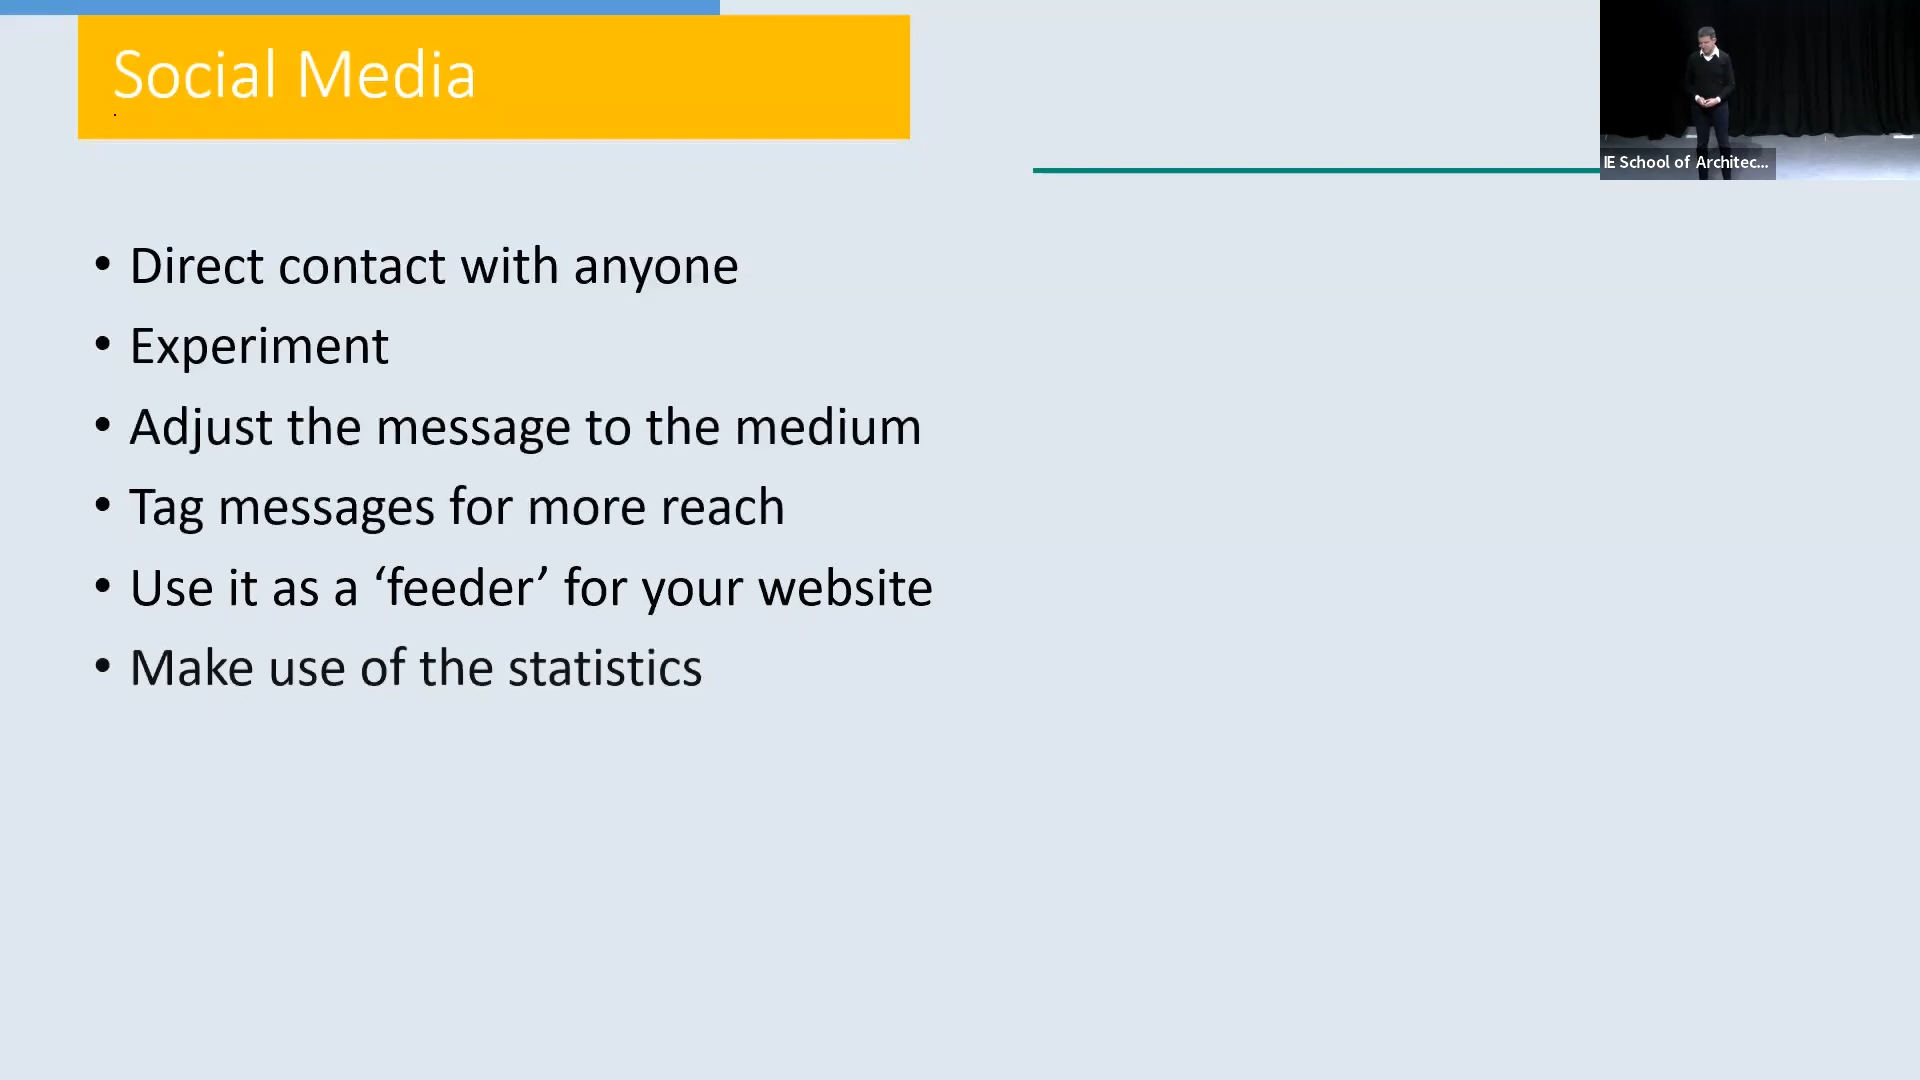 Social Media
.
IE School of Architec...
• Direct contact with anyone
• Experiment
• Adjust the message to the medium
• Tag messages for more reach
• Use it as a ‘feeder’ for your website
• Make use of the statistics